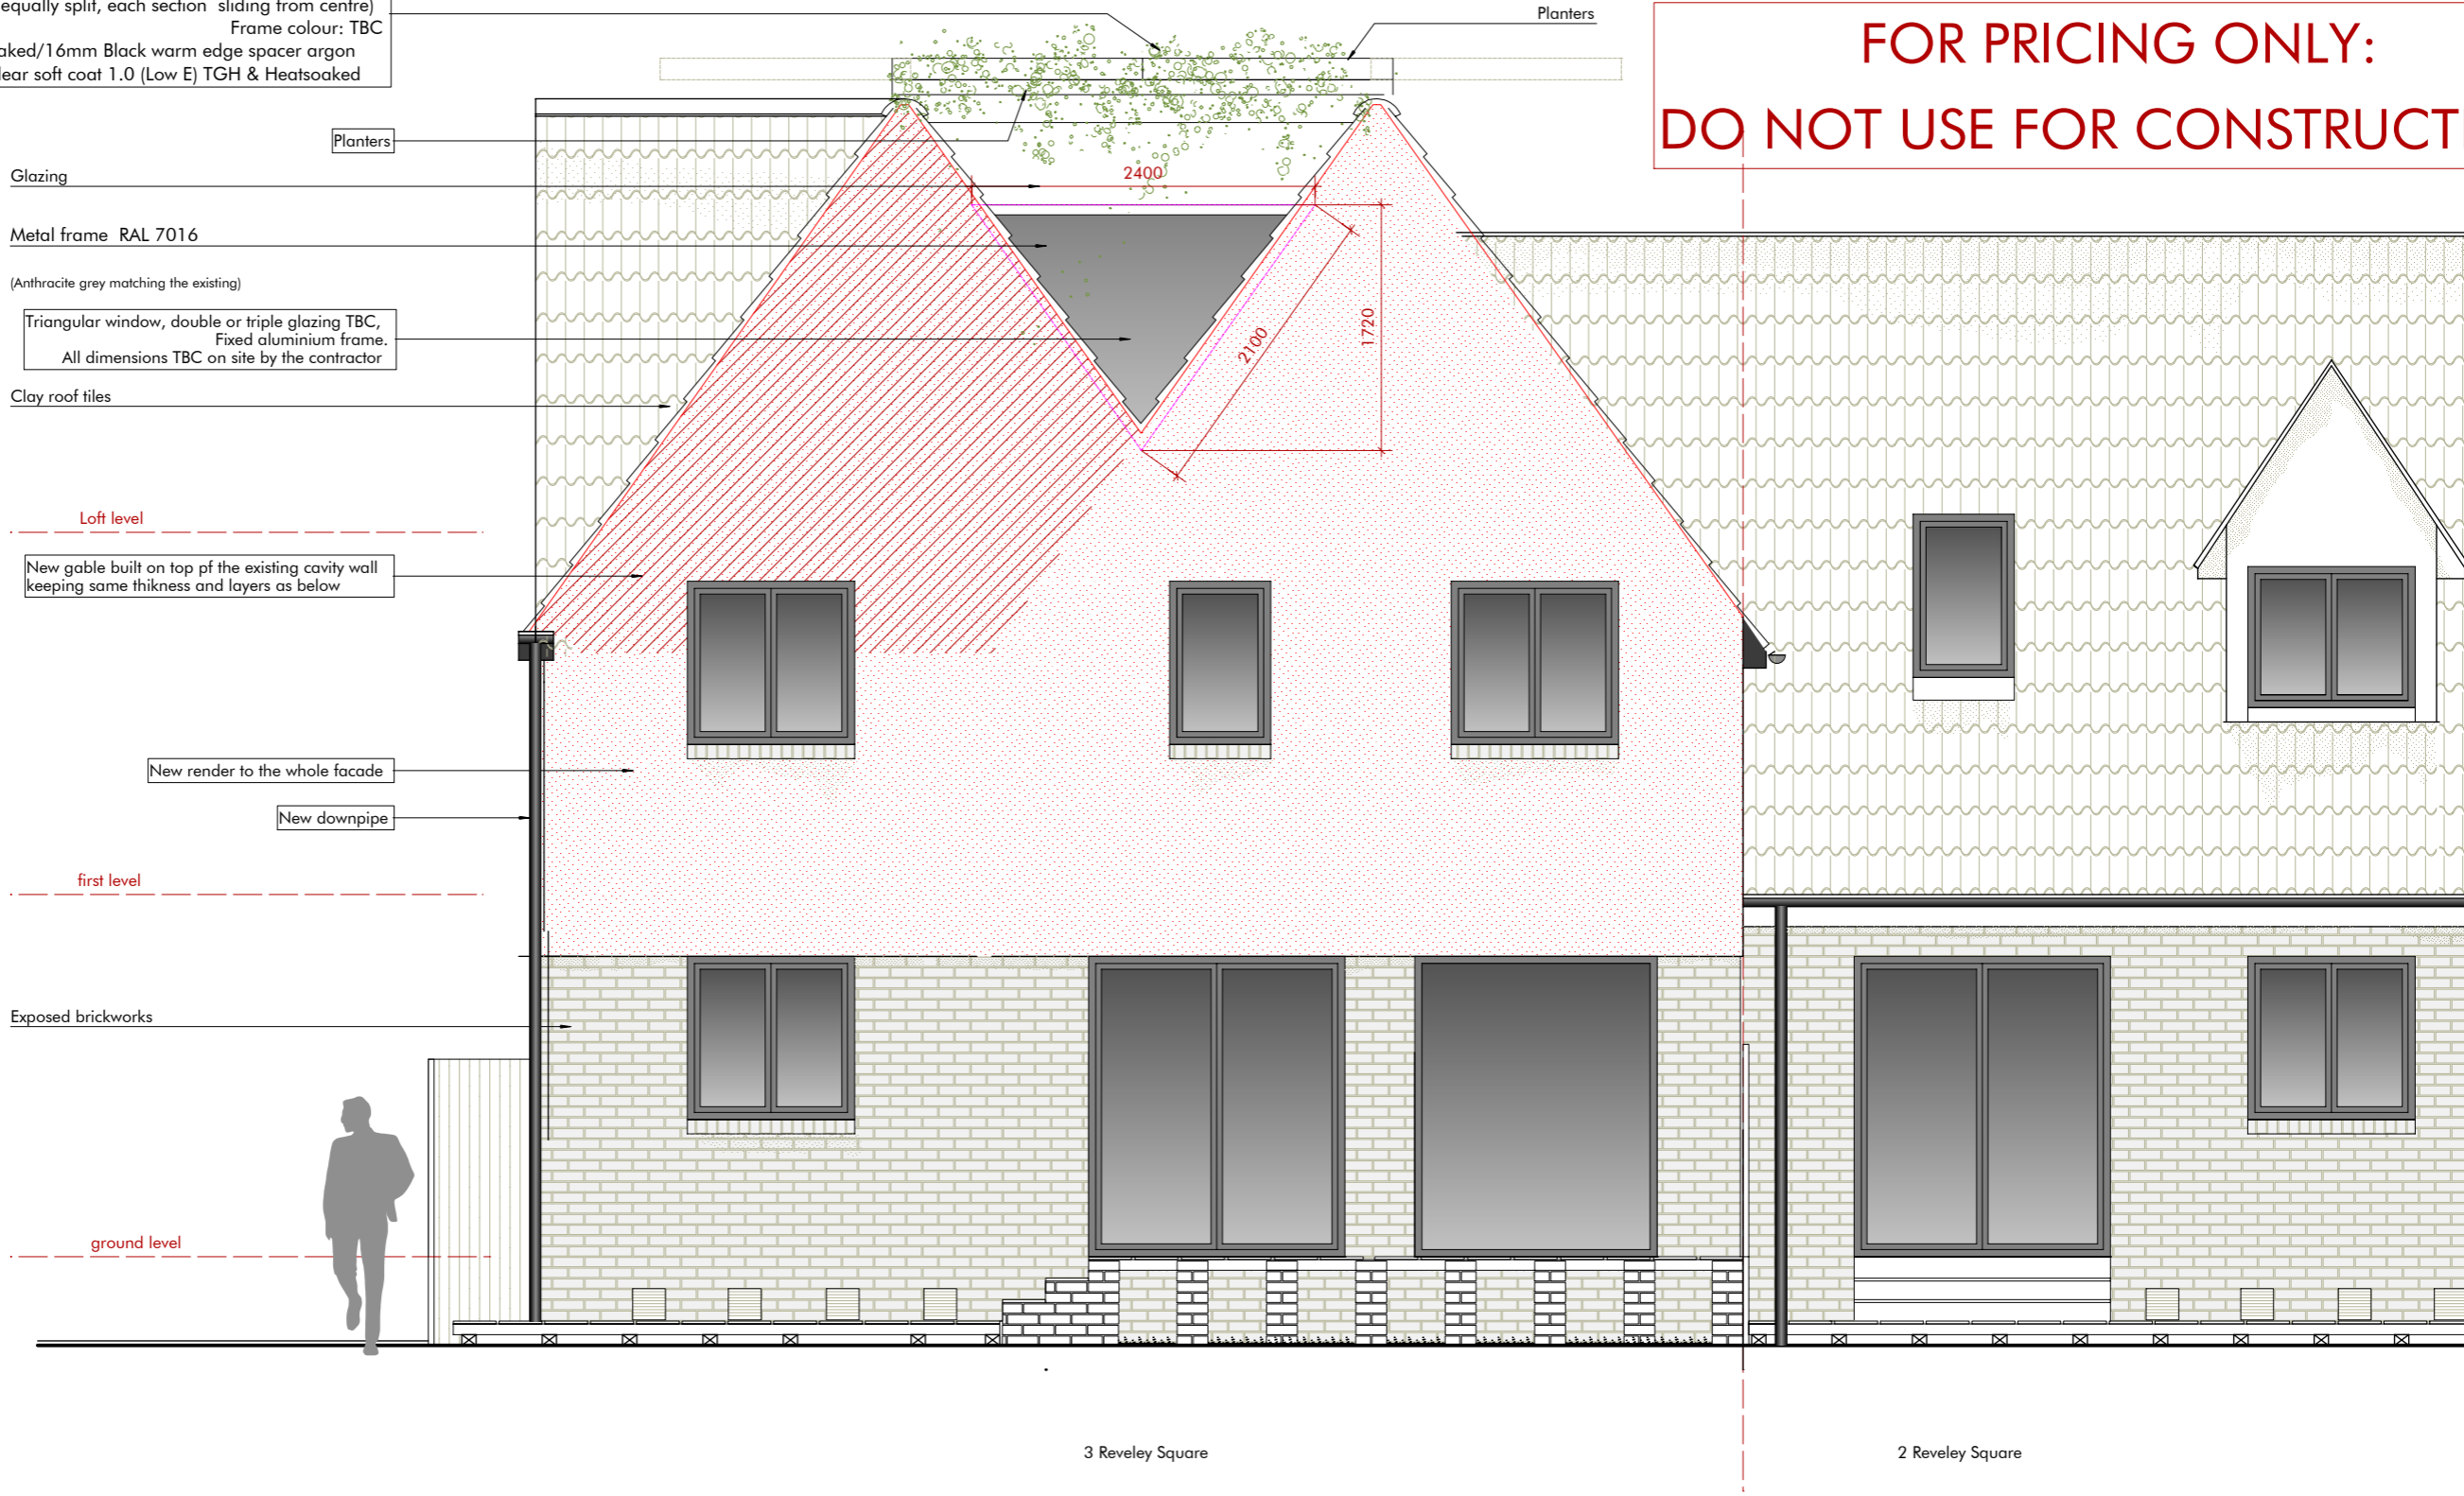 equally split, each section sliding from centre)
Frame colour: TBC
aked/16mm Black warm edge spacer argon
lear soft coat 1.0 (Low E) TGH & Heatsoaked
Planters
FOR PRICING ONLY:
DO NOT USE FOR CONSTRUCT
Planters
Glazing
2400
Metal frame RAL 7016
(Anthracite grey matching the existing)
Triangular window, double or triple glazing TBC,
Fixed aluminium frame.
All dimensions TBC on site by the contractor
2100
1720
Clay roof tiles
Loft level
New gable built on top pf the existing cavity wall
keeping same thikness and layers as below
New render to the whole facade
New downpipe
first level
Exposed brickworks
ground level
3 Reveley Square
2 Reveley Square